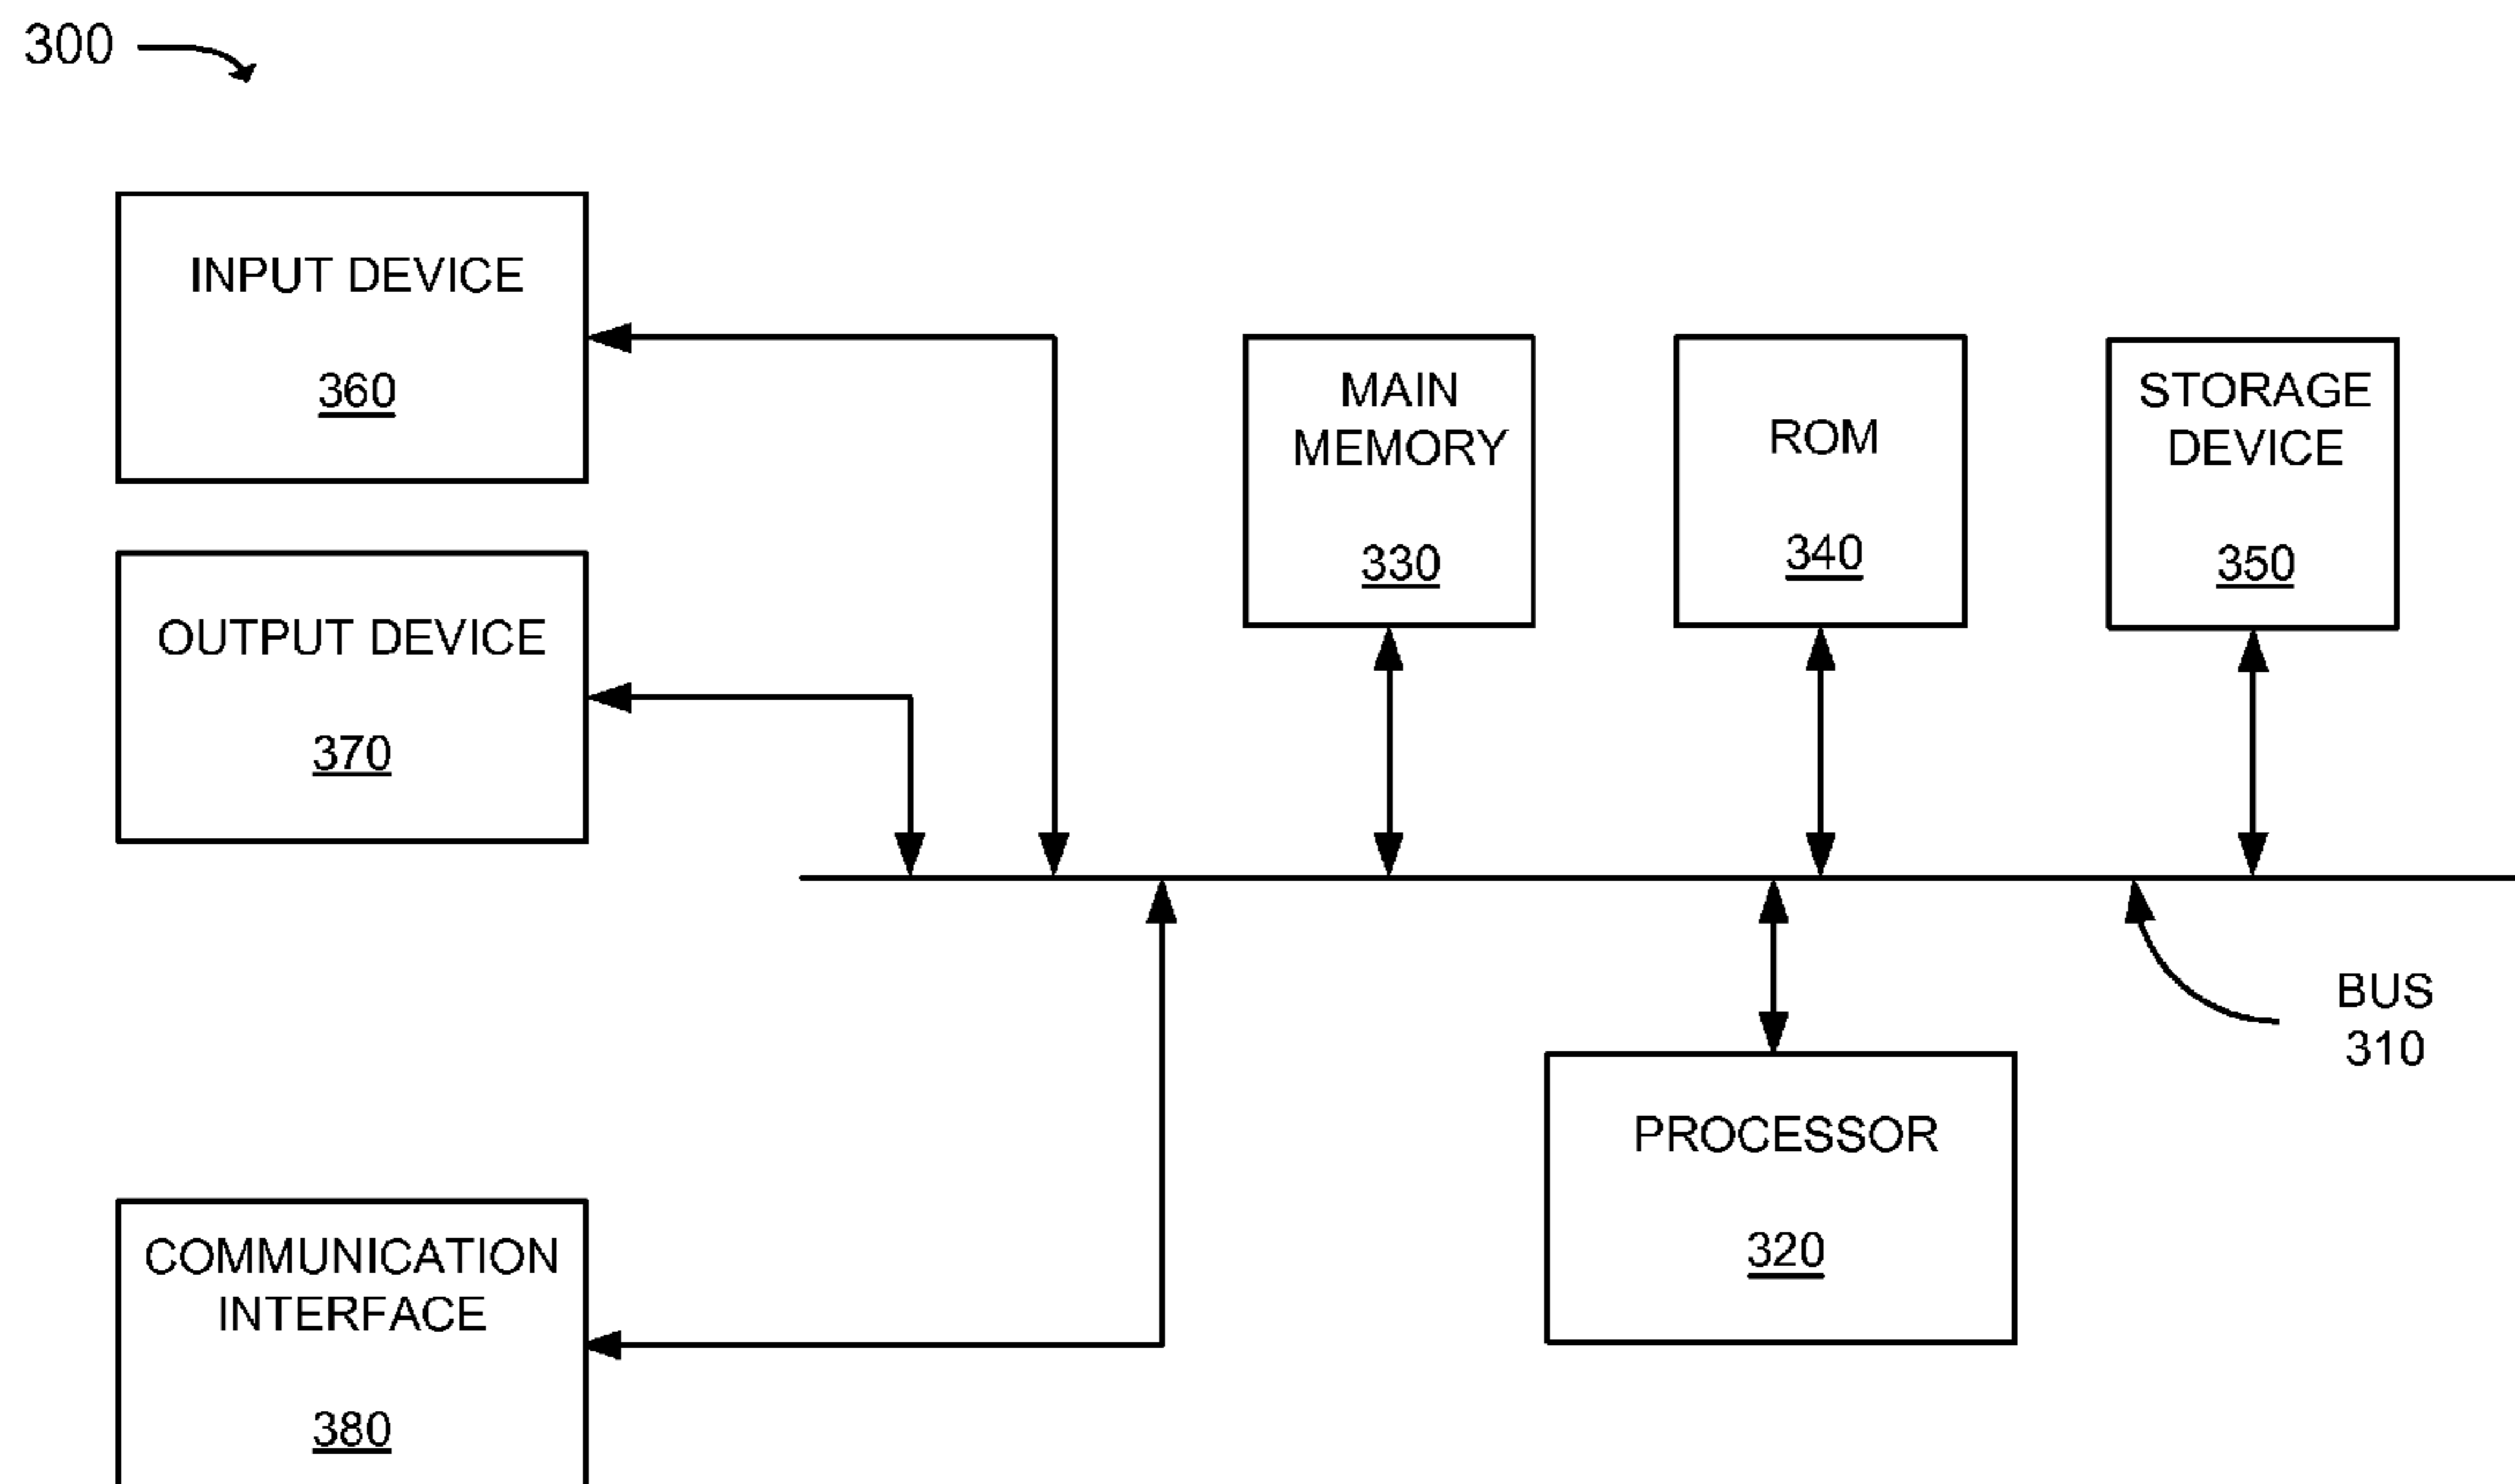 300
INPUT DEVICE
360
OUTPUT DEVICE
370
MAIN
MEMORY
330
ROM
340
STORAGE
DEVICE
350
BUS
310
PROCESSOR
320
COMMUNICATION
INTERFACE
380